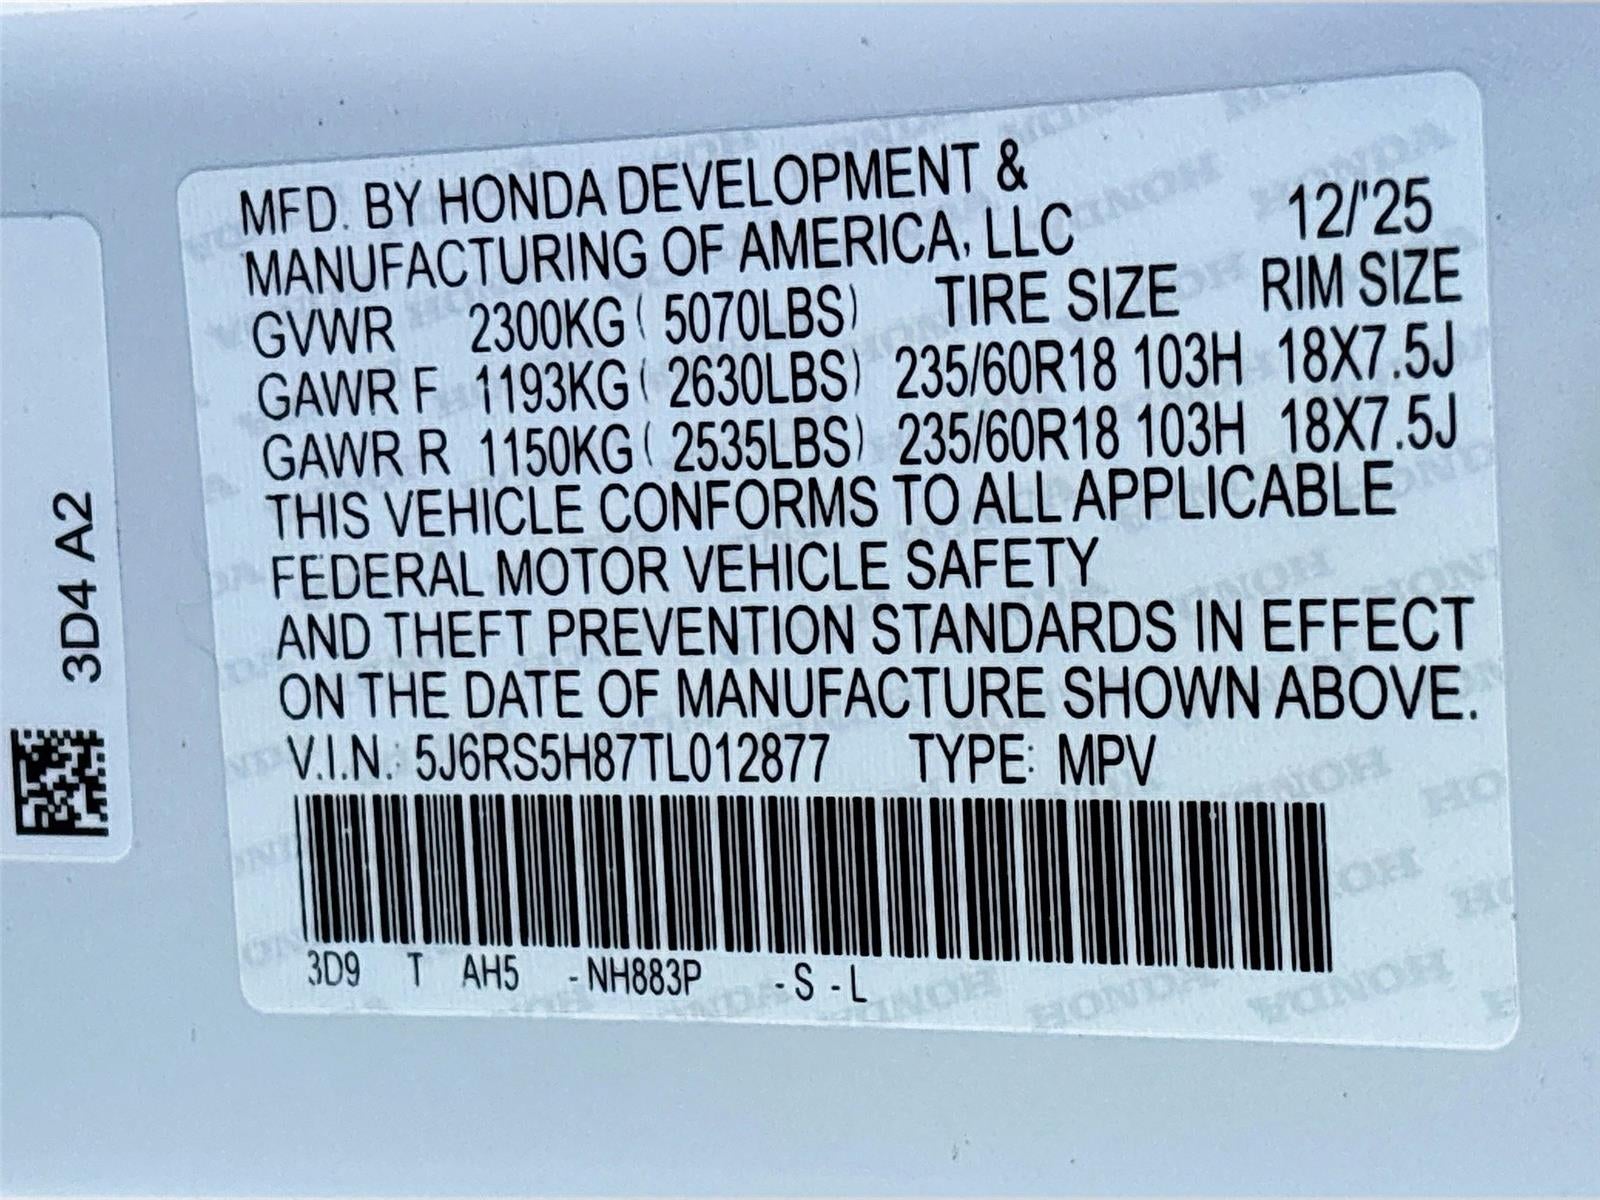 MFD. BY HONDA DEVELOPMENT &
MANUFACTURING OF AMERICA, LLC 12/'25
GVWR 2300KG ( 5070LBS) TIRE SIZE RIM SIZE
GAWR F 1193KG ( 2630LBS) 235/60R18 103H 18X7.5J
GAWR R 1150KG ( 2535LBS) 235/60R18 103H 18X7.5J
THIS VEHICLE CONFORMS TO ALL APPLICABLE
FEDERAL MOTOR VEHICLE SAFETY
AND THEFT PREVENTION STANDARDS IN EFFECT
ON THE DATE OF MANUFACTURE SHOWN ABOVE.
V.I.N.: 5J6RS5H87TL012877 TYPE: MPV
3D9 T AH5 - NH883P - S - L
3D4 A2